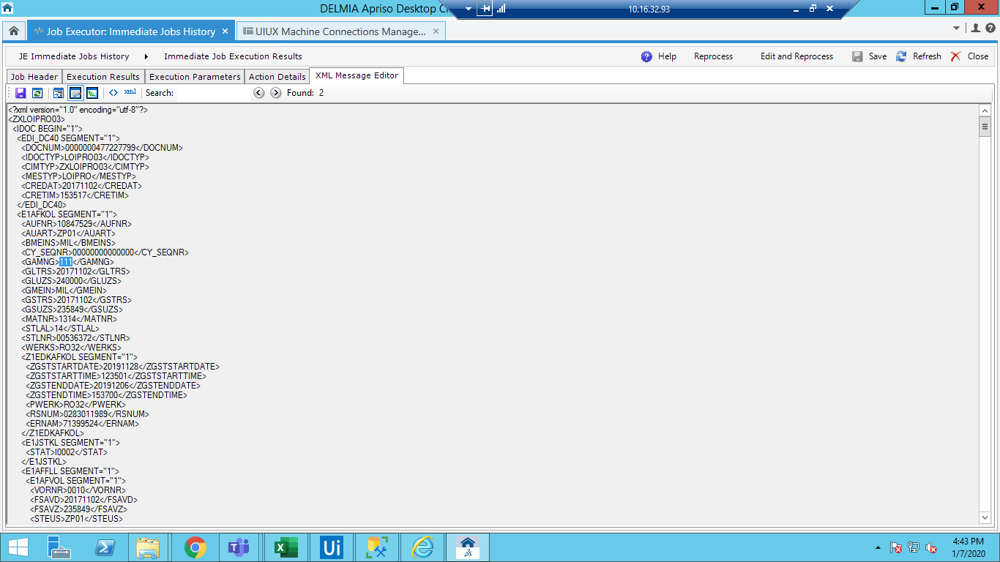 DELMIA Apriso Desktop Cl
10.16.32.93
Job Executor: Immediate Jobs History
UIUX Machine Connections Manage...
JE Immediate Jobs History
Immediate Job Execution Results
Help
Reprocess
Edit and Reprocess
Save
Refresh
Close
Job Header
Execution Results
Execution Parameters
Action Details
XML Message Editor
<> xml Search: Found: 2
<?xml version="1.0" encoding="utf-8"?>
<ZXLOIPRO03>
<IDOC BEGIN="1">
<EDI_DC40 SEGMENT="1">
<DOCNUM>0000000477227799</DOCNUM>
<IDOCTYP>LOIPRO03</IDOCTYP>
<CIMTYP>ZXLOIPRO03</CIMTYP>
<MESTYP>LOIPRO</MESTYP>
<CREDAT>20171102</CREDAT>
<CRETIM>153517</CRETIM>
</EDI_DC40>
<E1AFKOL SEGMENT="1">
<AUFNR>10847529</AUFNR>
<AUART>ZP01</AUART>
<BMEINS>MIL</BMEINS>
<CY_SEQNR>00000000000000</CY_SEQNR>
<GAMNG>111</GAMNG>
<GLTRS>20171102</GLTRS>
<GLUZS>240000</GLUZS>
<GMEIN>MIL</GMEIN>
<GSTRS>20171102</GSTRS>
<GSUZS>235849</GSUZS>
<MATNR>1314</MATNR>
<STLAL>14</STLAL>
<STLNR>00536372</STLNR>
<WERKS>RO32</WERKS>
<Z1EDKAFKOL SEGMENT="1">
<ZGSTSTARTDATE>20191128</ZGSTSTARTDATE>
<ZGSTSTARTTIME>123501</ZGSTSTARTTIME>
<ZGSTENDDATE>20191206</ZGSTENDDATE>
<ZGSTENDTIME>153700</ZGSTENDTIME>
<PWERK>RO32</PWERK>
<RSNUM>0283011989</RSNUM>
<ERNAM>71399524</ERNAM>
</Z1EDKAFKOL>
<E1JSTKL SEGMENT="1">
<STAT>I0002</STAT>
</E1JSTKL>
<E1AFFLL SEGMENT="1">
<E1AFVOL SEGMENT="1">
<VORNR>0010</VORNR>
<FSAVD>20171102</FSAVD>
<FSAVZ>235849</FSAVZ>
<STEUS>ZP01</STEUS>
Ui
4:43 PM
1/7/2020